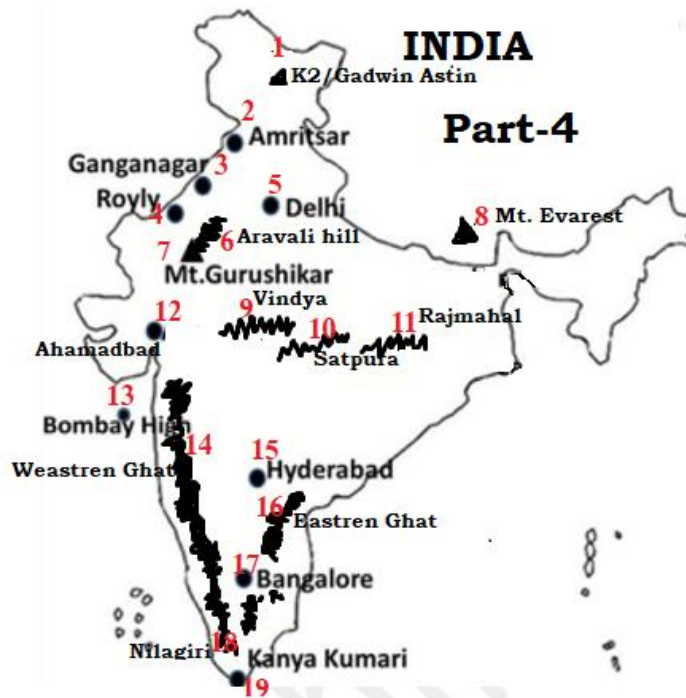 INDIA
1
K2/Gadwin Astin
2
Amritsar
Part-4
Ganganagar
3
Royly
4
5
Delhi
8
Mt. Evarest
6
Aravali hill
7
Mt.Gurushikar
9
Vindya
10
Satpura
11
Rajmahal
12
Ahamadbad
13
Bombay High
14
Weastren Ghat
15
Hyderabad
16
Eastren Ghat
17
Bangalore
18
Nilagiri
Kanya Kumari
19